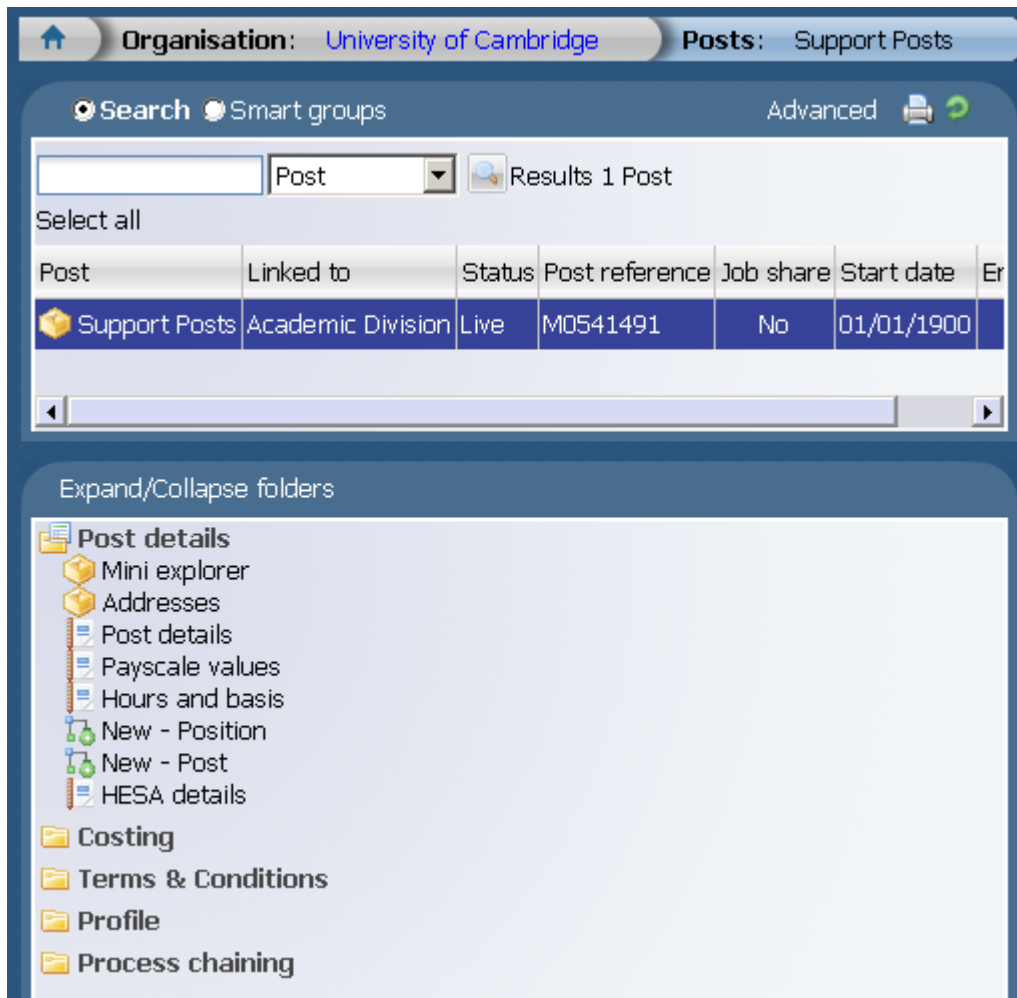 Organisation: University of Cambridge Posts: Support Posts
Search Smart groups Advanced
Post Results 1 Post
Select all
Post Linked to Status Post reference Job share Start date Er
Support Posts Academic Division Live M0541491 No 01/01/1900
Expand/Collapse folders
Post details
Mini explorer
Addresses
Post details
Payscale values
Hours and basis
New - Position
New - Post
HESA details
Costing
Terms & Conditions
Profile
Process chaining